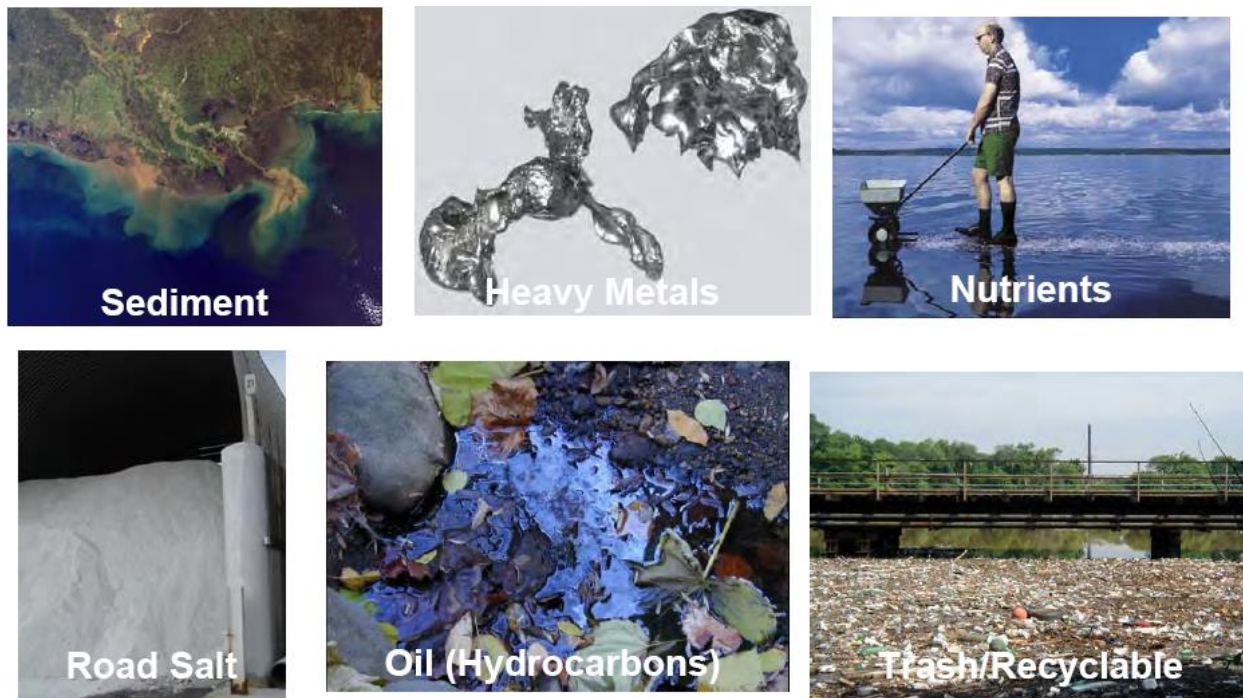 Sediment
Heavy Metals
Nutrients
Road Salt
Oil (Hydrocarbons)
Trash/Recyclable